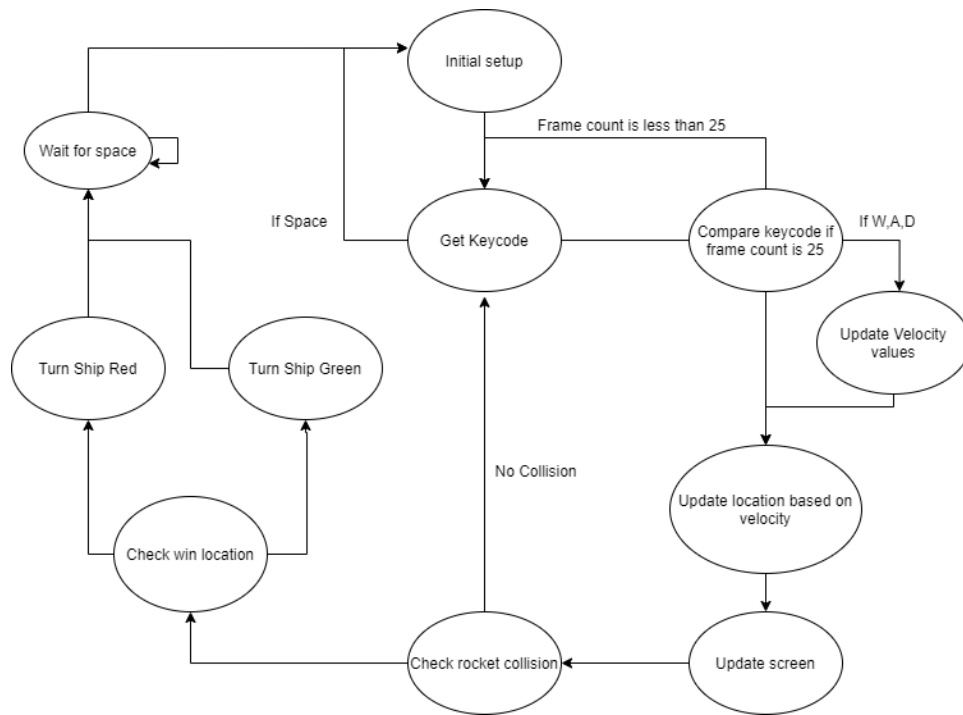 Initial setup
Frame count is less than 25
Wait for space
If Space
Get Keycode
Compare keycode if
frame count is 25
If W,A,D
Update Velocity
values
Turn Ship Red
Turn Ship Green
No Collision
Update location based on
velocity
Check win location
Check rocket collision
Update screen